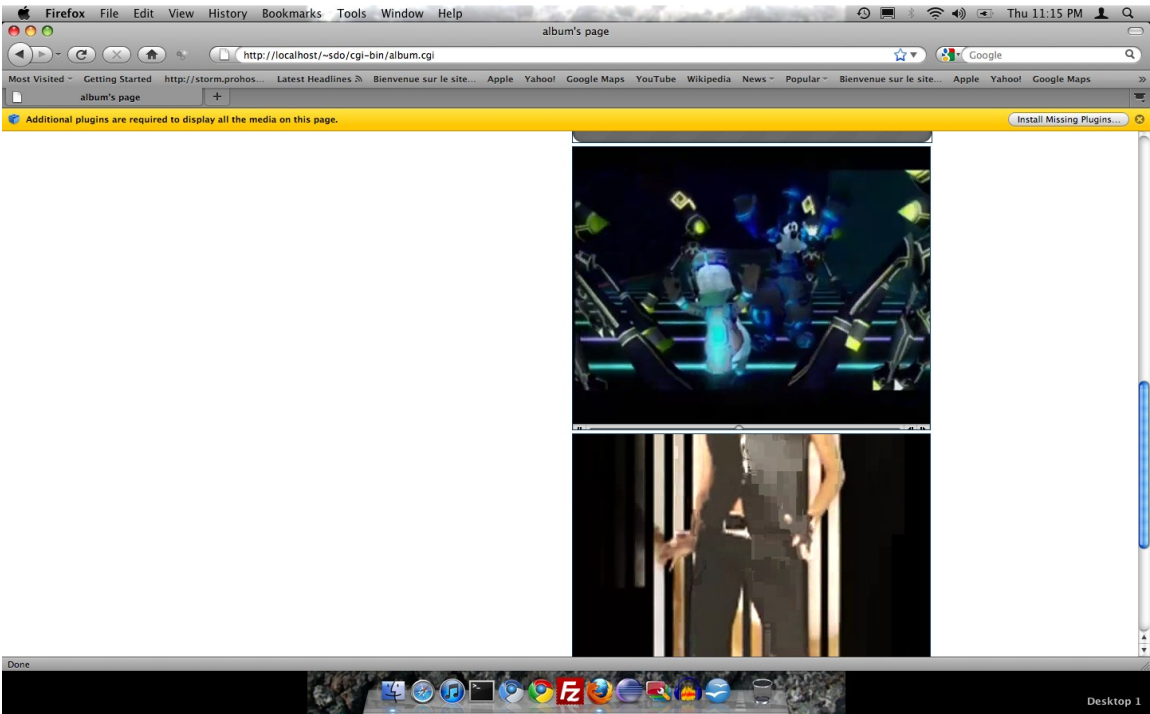 Firefox File Edit View History Bookmarks Tools Window Help Thu 11:15 PM
album's page
http://localhost/~sdo/cgi-bin/album.cgi Google
Most Visited Getting Started http://storm.prohos... Latest Headlines Bienvenue sur le site... Apple Yahoo! Google Maps YouTube Wikipedia News Popular Bienvenue sur le site... Apple Yahoo! Google Maps »
album's page +
Additional plugins are required to display all the media on this page. Install Missing Plugins...
Done
Fz
Desktop 1